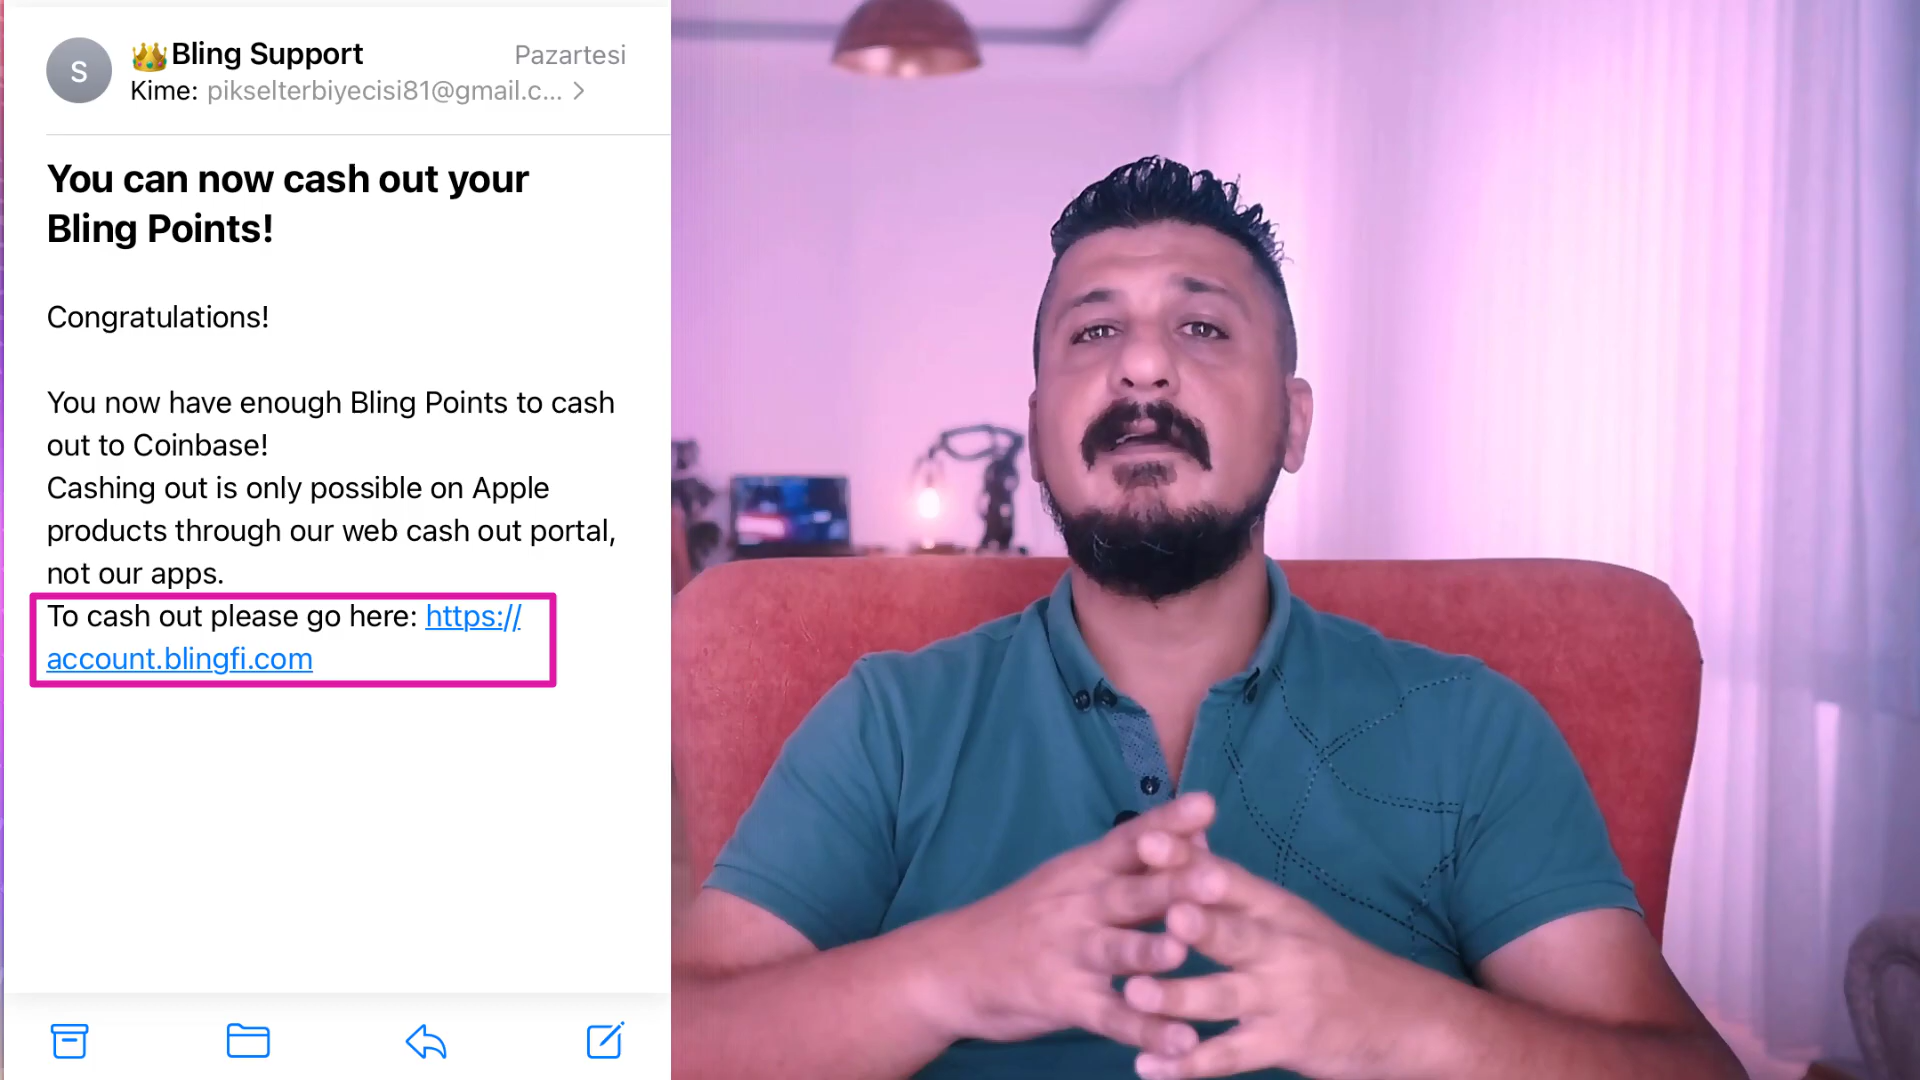 S
👑Bling Support
Pazartesi
Kime: pikselterbiyecisi81@gmail.c...
You can now cash out your
Bling Points!
Congratulations!
You now have enough Bling Points to cash
out to Coinbase!
Cashing out is only possible on Apple
products through our web cash out portal,
not our apps.
To cash out please go here: https://
account.blingfi.com